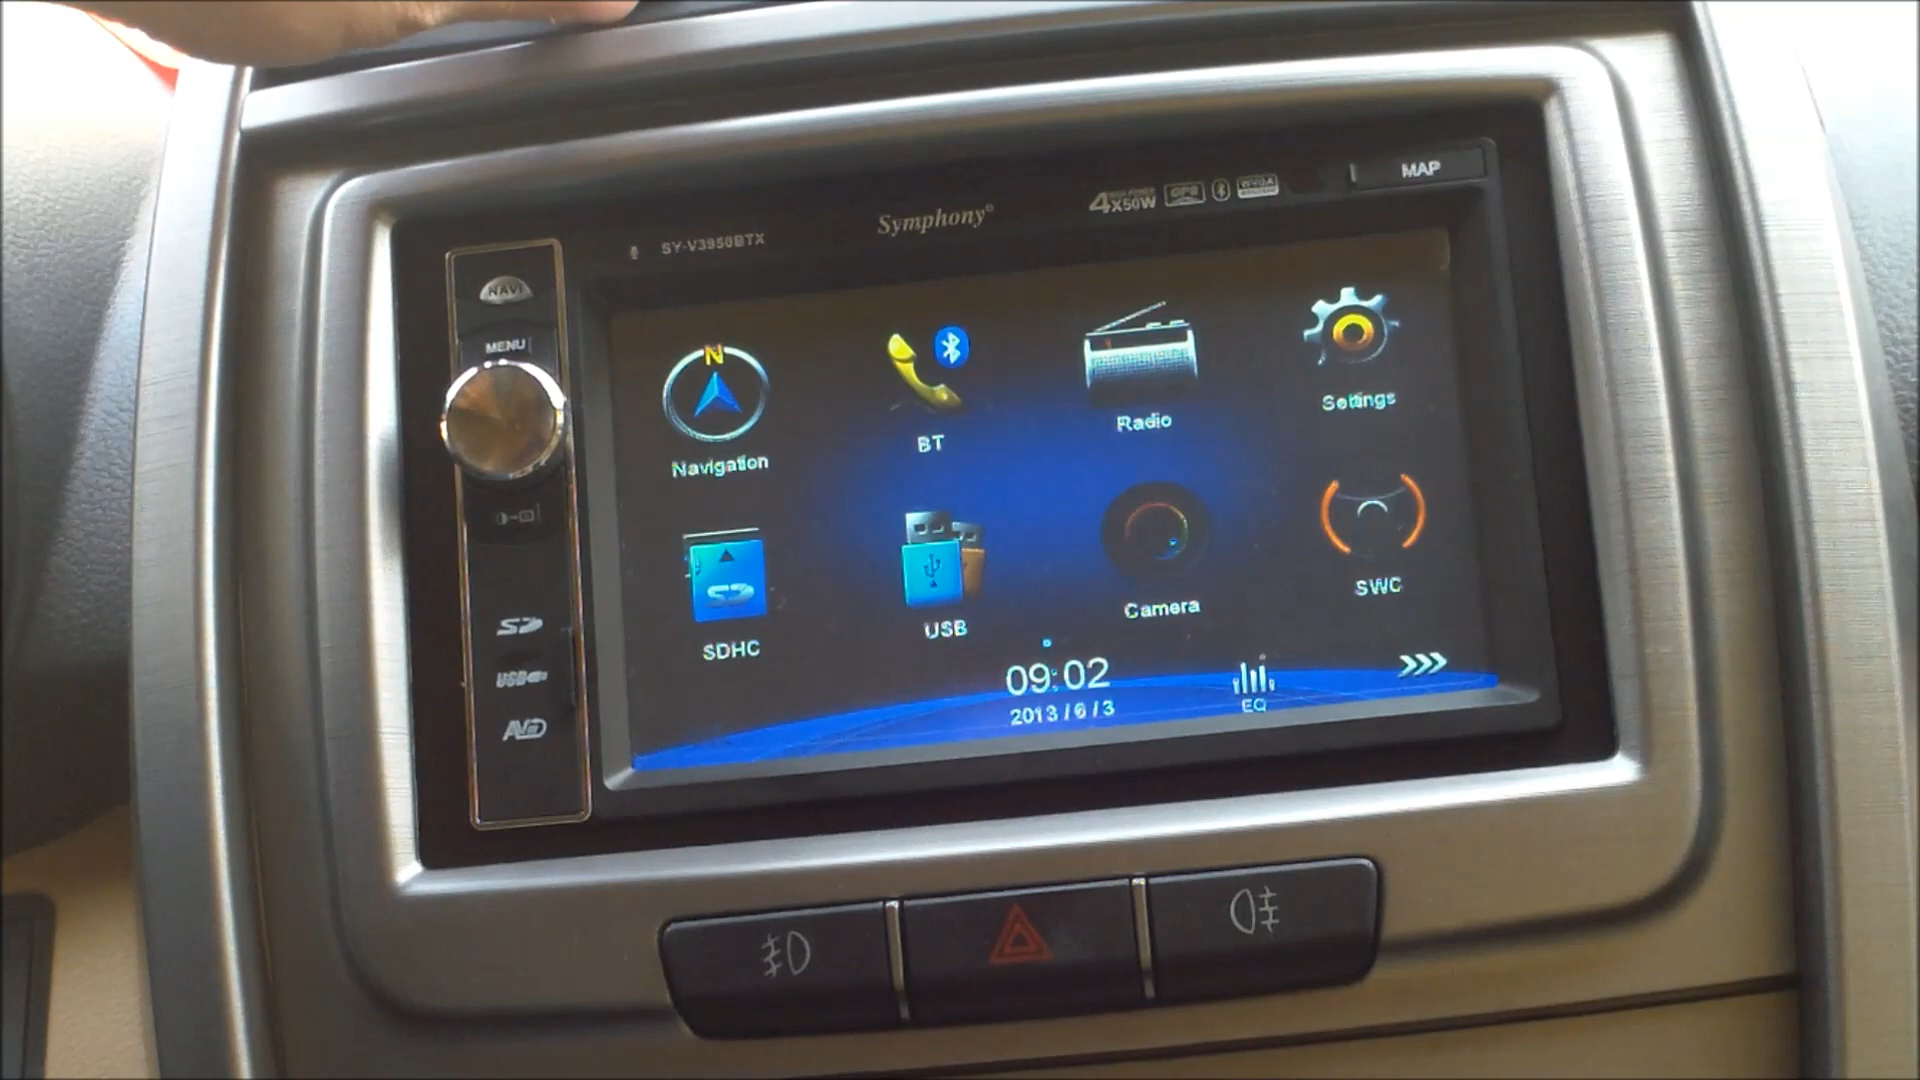 MAP
4X50W
GPS
Symphony
SY-V3950BTX
NAVI
MENU
N
Navigation
BT
Radio
Settings
SD
SDHC
USB
Camera
SWC
SD
USB
09:02
2013 / 6 / 3
EQ